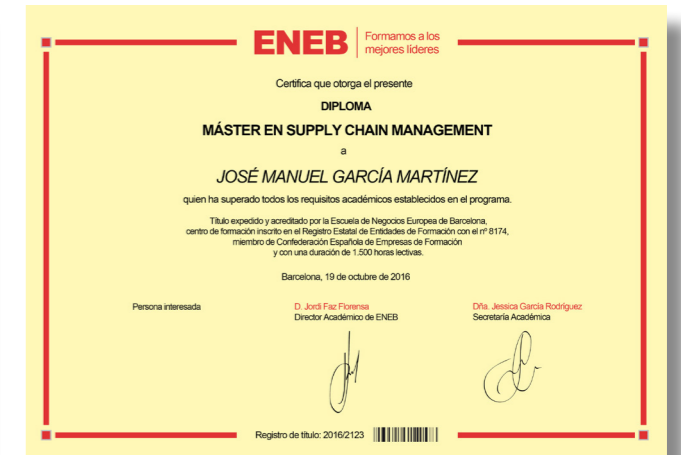 ENEB
Formamos a los
mejores líderes
Certifica que otorga el presente
DIPLOMA
MÁSTER EN SUPPLY CHAIN MANAGEMENT
a
JOSÉ MANUEL GARCÍA MARTÍNEZ
quien ha superado todos los requisitos académicos establecidos en el programa.
Título expedido y acreditado por la Escuela de Negocios Europea de Barcelona,
centro de formación inscrito en el Registro Estatal de Entidades de Formación con el nº 8174,
miembro de Confederación Española de Empresas de Formación
y con una duración de 1.500 horas lectivas.
Barcelona, 19 de octubre de 2016
Persona interesada
D. Jordi Faz Florensa
Director Académico de ENEB
Dña. Jessica García Rodríguez
Secretaría Académica
Registro de título: 2016/2123